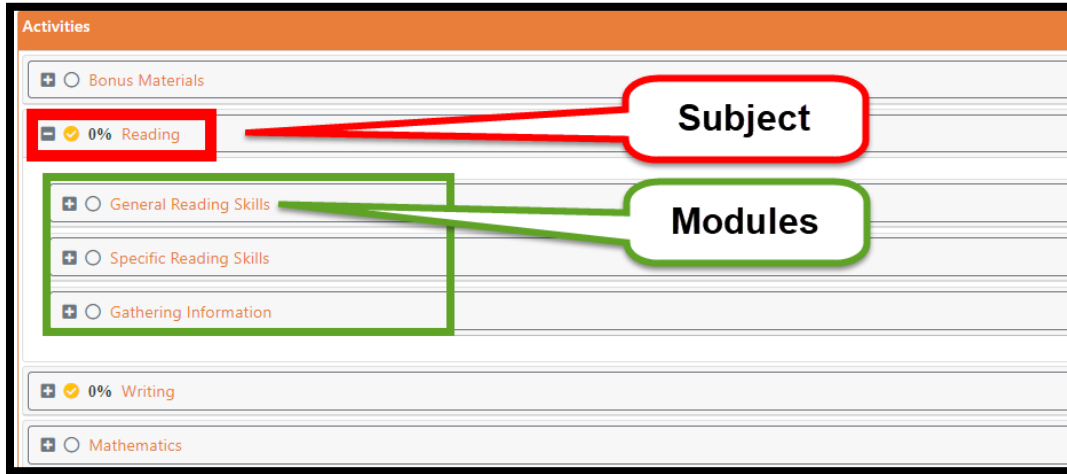 Activities
Bonus Materials
Subject
0% Reading
General Reading Skills
Modules
Specific Reading Skills
Gathering Information
0% Writing
Mathematics